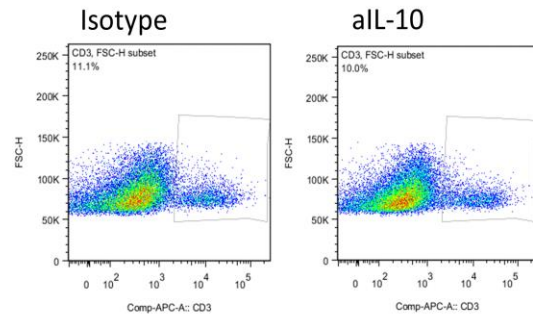 Isotype
CD3, FSC-H subset
11.1%
250K
200K
150K
100K
50K
0
FSC-H
0 10^2 10^3 10^4 10^5
Comp-APC-A:: CD3
aIL-10
CD3, FSC-H subset
10.0%
250K
200K
150K
100K
50K
0
FSC-H
0 10^2 10^3 10^4 10^5
Comp-APC-A:: CD3